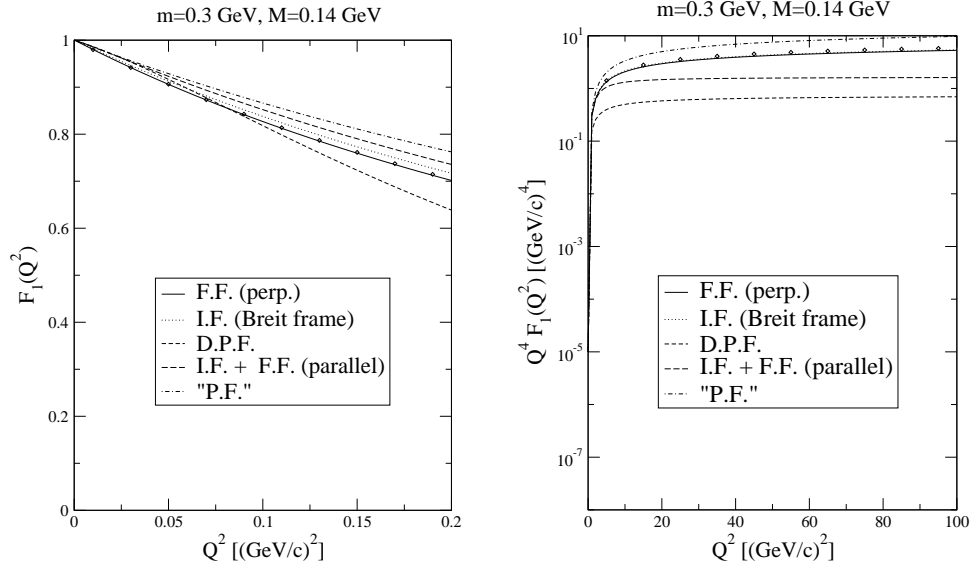 m=0.3 GeV, M=0.14 GeV
1
0.8
0.6
0.4
0.2
0
F₁(Q²)
F.F. (perp.)
I.F. (Breit frame)
D.P.F.
I.F. + F.F. (parallel)
"P.F."
0
0.05
0.1
0.15
0.2
Q² [(GeV/c)²]
m=0.3 GeV, M=0.14 GeV
10¹
10⁻¹
10⁻³
10⁻⁵
10⁻⁷
Q⁴ F₁(Q²) [(GeV/c)⁴]
F.F. (perp.)
I.F. (Breit frame)
D.P.F.
I.F. + F.F. (parallel)
"P.F."
0
20
40
60
80
100
Q² [(GeV/c)²]